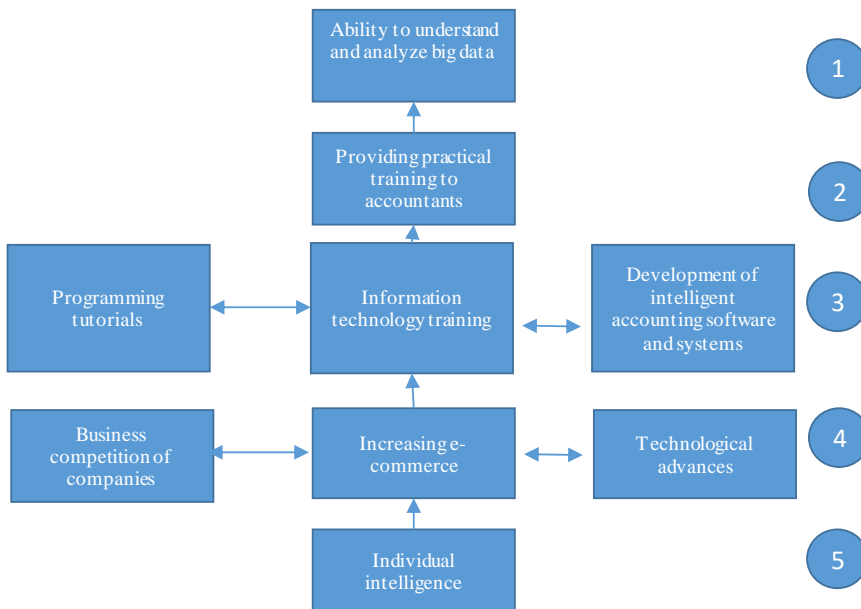 Ability to understand
and analyze big data
1
Providing practical
training to
accountants
2
Programming
tutorials
Information
technology training
Development of
intelligent
accounting software
and systems
3
Business
competition of
companies
Increasing e-
commerce
Technological
advances
4
Individual
intelligence
5